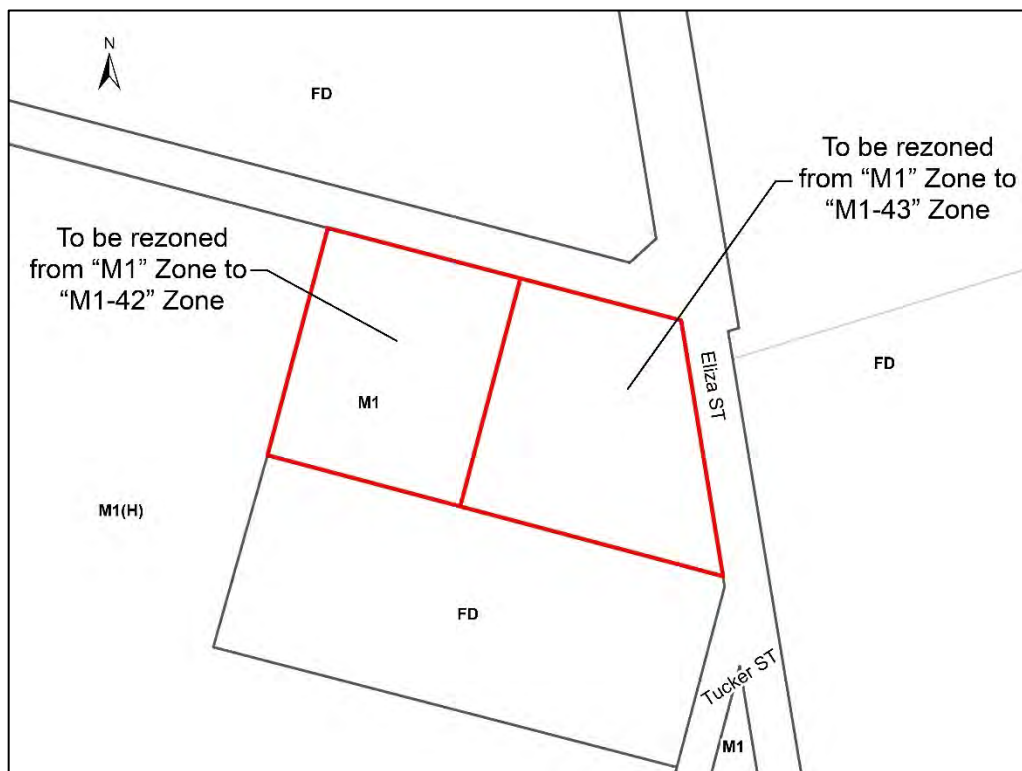 N
FD
To be rezoned
from “M1” Zone to
“M1-43” Zone
To be rezoned
from “M1” Zone to
“M1-42” Zone
Eliza ST
FD
M1
M1(H)
FD
Tucker ST
M1